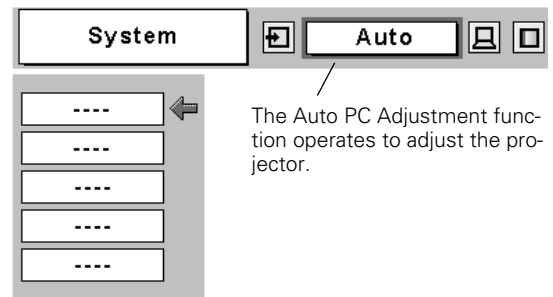 System
Auto
The Auto PC Adjustment func-
tion operates to adjust the pro-
jector.
----
----
----
----
----